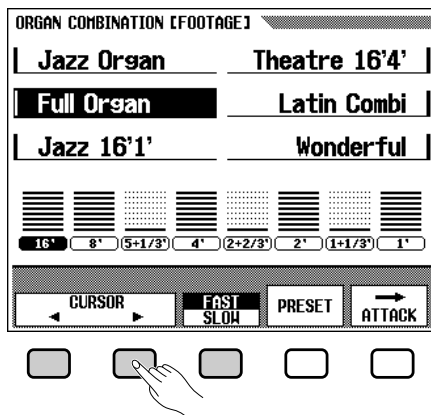 ORGAN COMBINATION [FOOTAGE]
Jazz Organ Theatre 16'4'
Full Organ Latin Combi
Jazz 16'1' Wonderful
16' 8' (5+1/3') 4' (2+2/3') 2' (1+1/3') 1'
CURSOR FAST PRESET ATTACK
SLOW